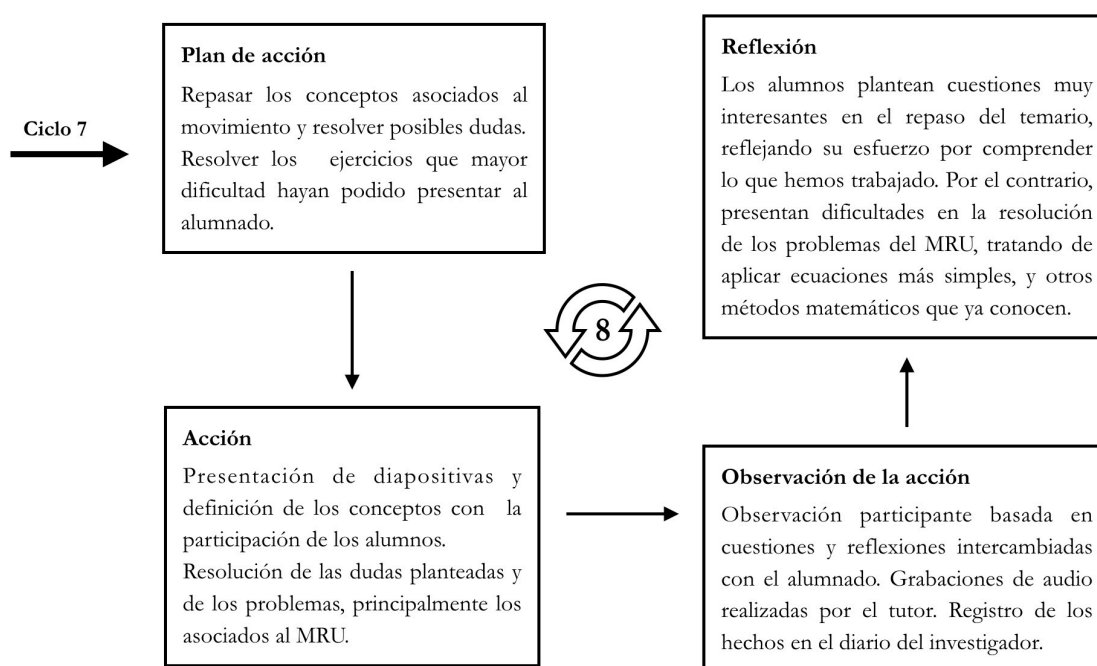 Ciclo 7
Plan de acción
Repasar los conceptos asociados al
movimiento y resolver posibles dudas.
Resolver los ejercicios que mayor
dificultad hayan podido presentar al
alumnado.
Acción
Presentación de diapositivas y
definición de los conceptos con la
participación de los alumnos.
Resolución de las dudas planteadas y
de los problemas, principalmente los
asociados al MRU.
8
Observación de la acción
Observación participante basada en
cuestiones y reflexiones intercambiadas
con el alumnado. Grabaciones de audio
realizadas por el tutor. Registro de los
hechos en el diario del investigador.
Reflexión
Los alumnos plantean cuestiones muy
interesantes en el repaso del temario,
reflejando su esfuerzo por comprender
lo que hemos trabajado. Por el contrario,
presentan dificultades en la resolución
de los problemas del MRU, tratando de
aplicar ecuaciones más simples, y otros
métodos matemáticos que ya conocen.